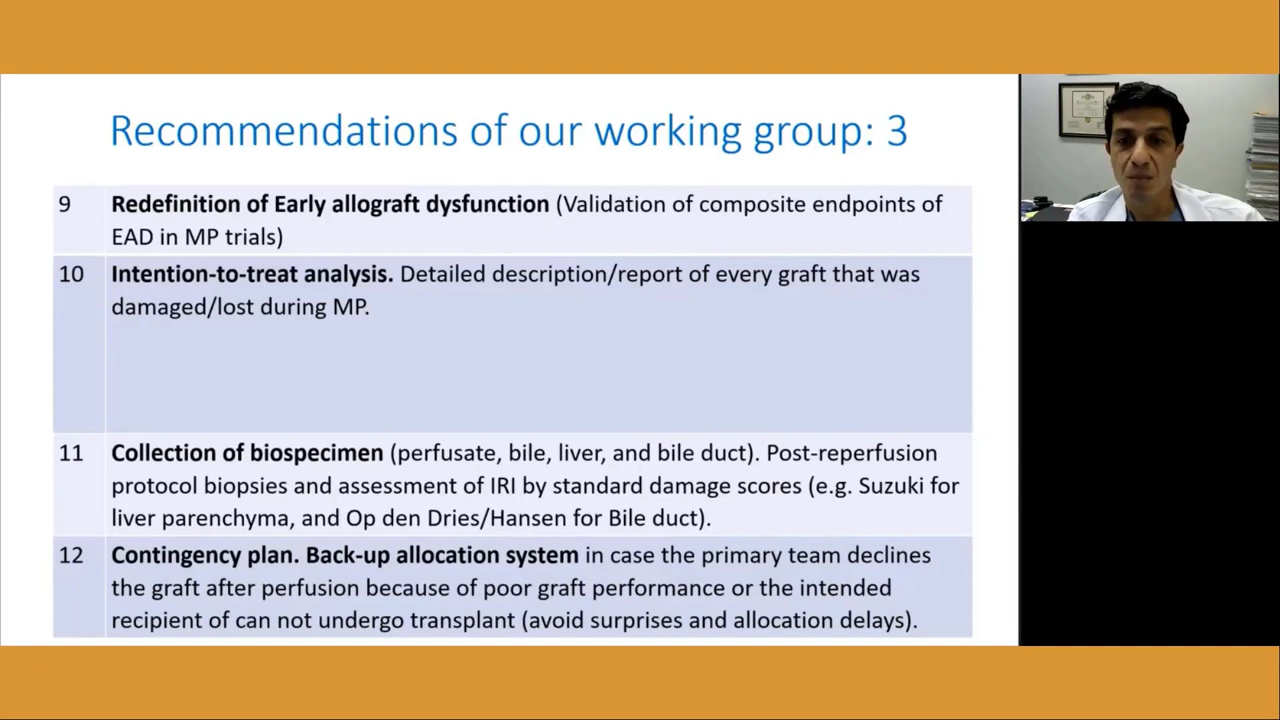 Recommendations of our working group: 3
9 Redefinition of Early allograft dysfunction (Validation of composite endpoints of
EAD in MP trials)
10 Intention-to-treat analysis. Detailed description/report of every graft that was
damaged/lost during MP.
11 Collection of biospecimen (perfusate, bile, liver, and bile duct). Post-reperfusion
protocol biopsies and assessment of IRI by standard damage scores (e.g. Suzuki for
liver parenchyma, and Op den Dries/Hansen for Bile duct).
12 Contingency plan. Back-up allocation system in case the primary team declines
the graft after perfusion because of poor graft performance or the intended
recipient of can not undergo transplant (avoid surprises and allocation delays).